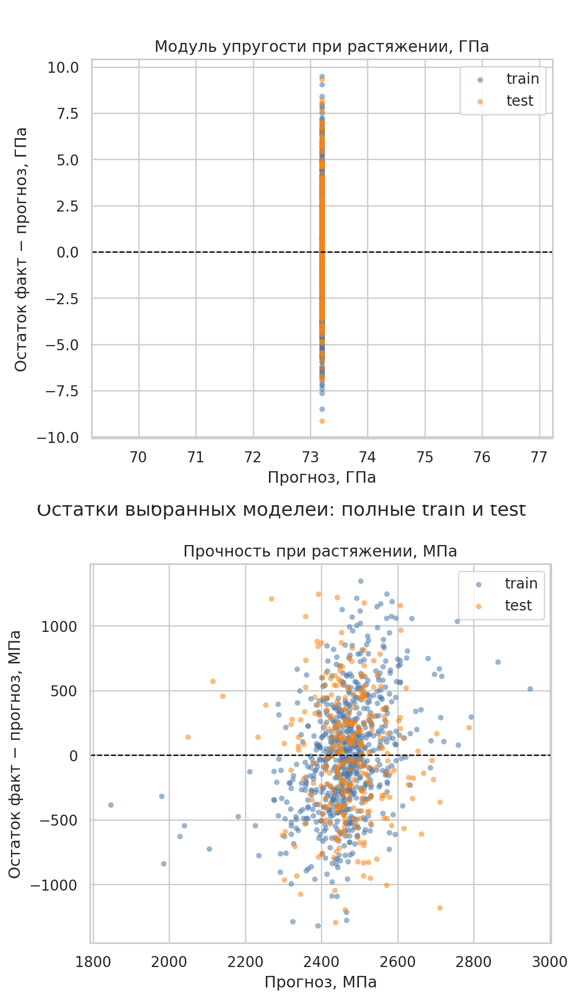 Модуль упругости при растяжении, ГПа
10.0
7.5
5.0
2.5
0.0
−2.5
−5.0
−7.5
−10.0
Остаток факт − прогноз, ГПа
train
test
70 71 72 73 74 75 76 77
Прогноз, ГПа
Остатки выбранных моделей: полные train и test
Прочность при растяжении, МПа
1000
500
0
−500
−1000
Остаток факт − прогноз, МПа
train
test
1800 2000 2200 2400 2600 2800 3000
Прогноз, МПа